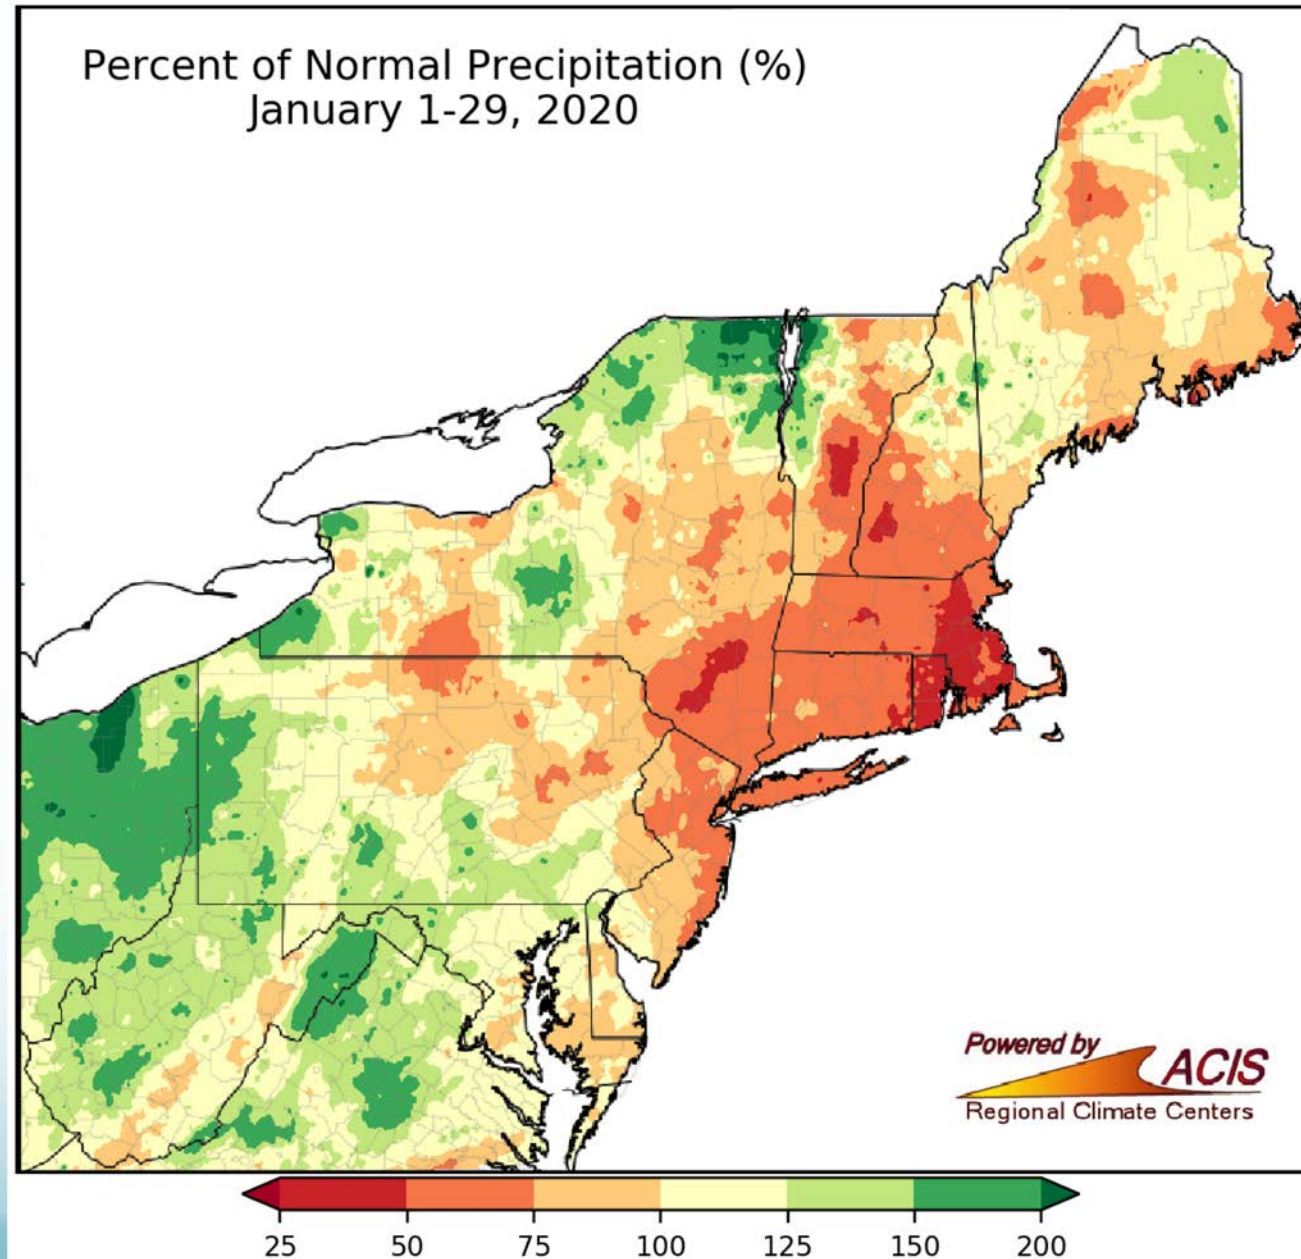 Percent of Normal Precipitation (%)
January 1-29, 2020
Powered by
ACIS
Regional Climate Centers
25 50 75 100 125 150 200